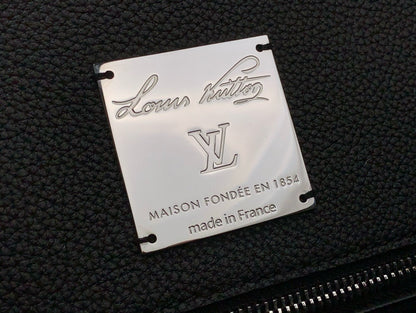 Louis Vuitton
LV
MAISON FONDÉE EN 1854
made in France